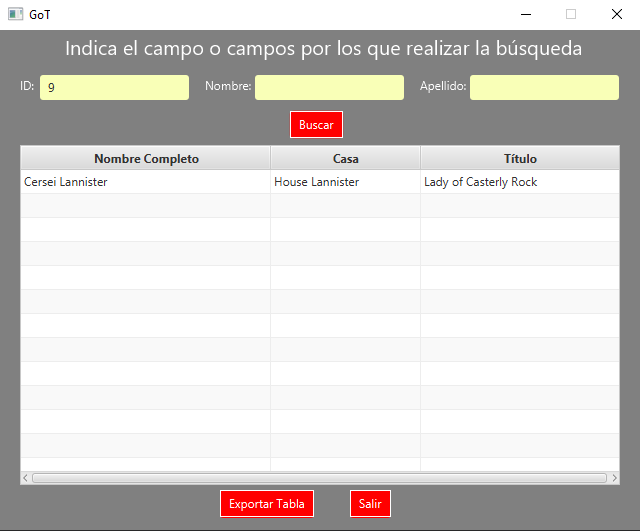 GoT
Indica el campo o campos por los que realizar la búsqueda
ID: 9 Nombre: Apellido:
Buscar
Nombre Completo Casa Título
Cersei Lannister House Lannister Lady of Casterly Rock
Exportar Tabla Salir